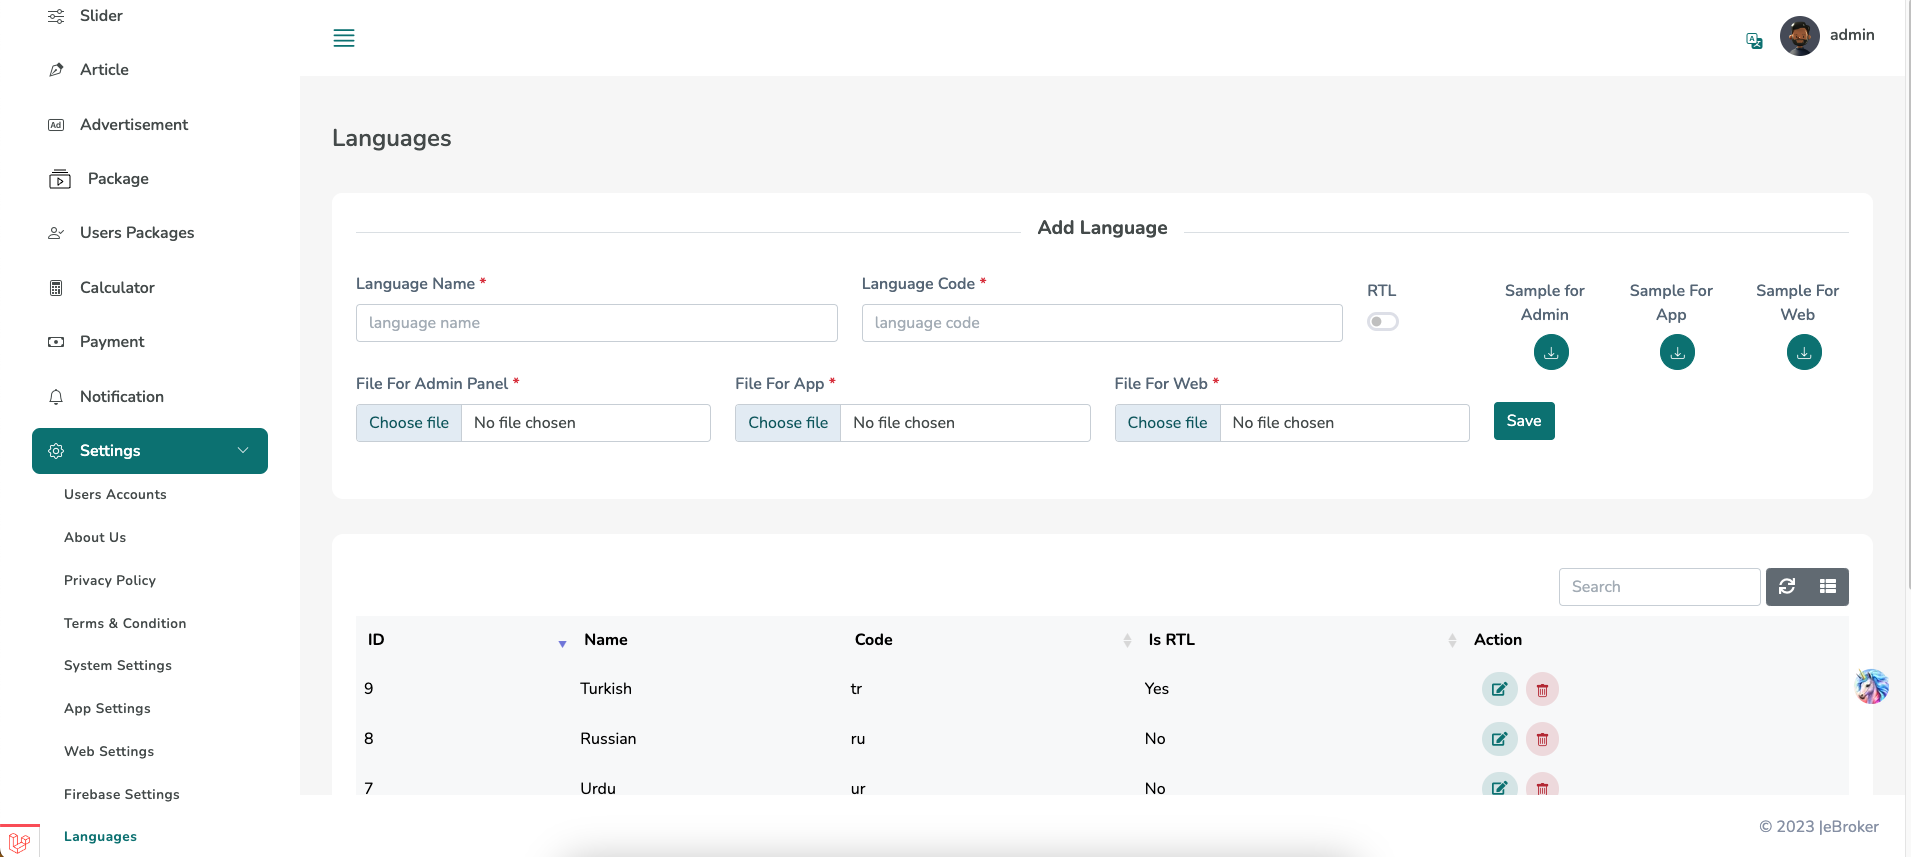 Slider
Article
Ad Advertisement
Package
Users Packages
Calculator
Payment
Notification
Settings
Users Accounts
About Us
Privacy Policy
Terms & Condition
System Settings
App Settings
Web Settings
Firebase Settings
Languages
admin
Languages
Add Language
Language Name *
language name
Language Code *
language code
RTL
Sample for Admin
Sample For App
Sample For Web
File For Admin Panel *
Choose file No file chosen
File For App *
Choose file No file chosen
File For Web *
Choose file No file chosen
Save
Search
ID Name Code Is RTL Action
9 Turkish tr Yes
8 Russian ru No
7 Urdu ur No
© 2023 |eBroker